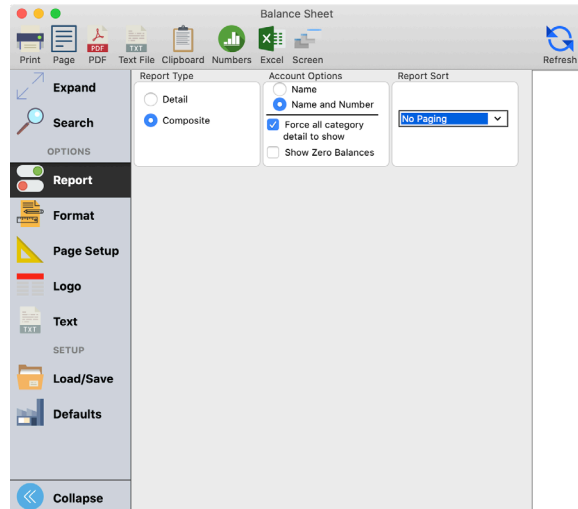 Balance Sheet
Print Page PDF Text File Clipboard Numbers Excel Screen Refresh
PDF
TXT
Expand
Search
OPTIONS
Report
Format
Page Setup
Logo
Text
TXT
SETUP
Load/Save
Defaults
Collapse
Report Type
Detail
Composite
Account Options
Name
Name and Number
Force all category
detail to show
Show Zero Balances
Report Sort
No Paging